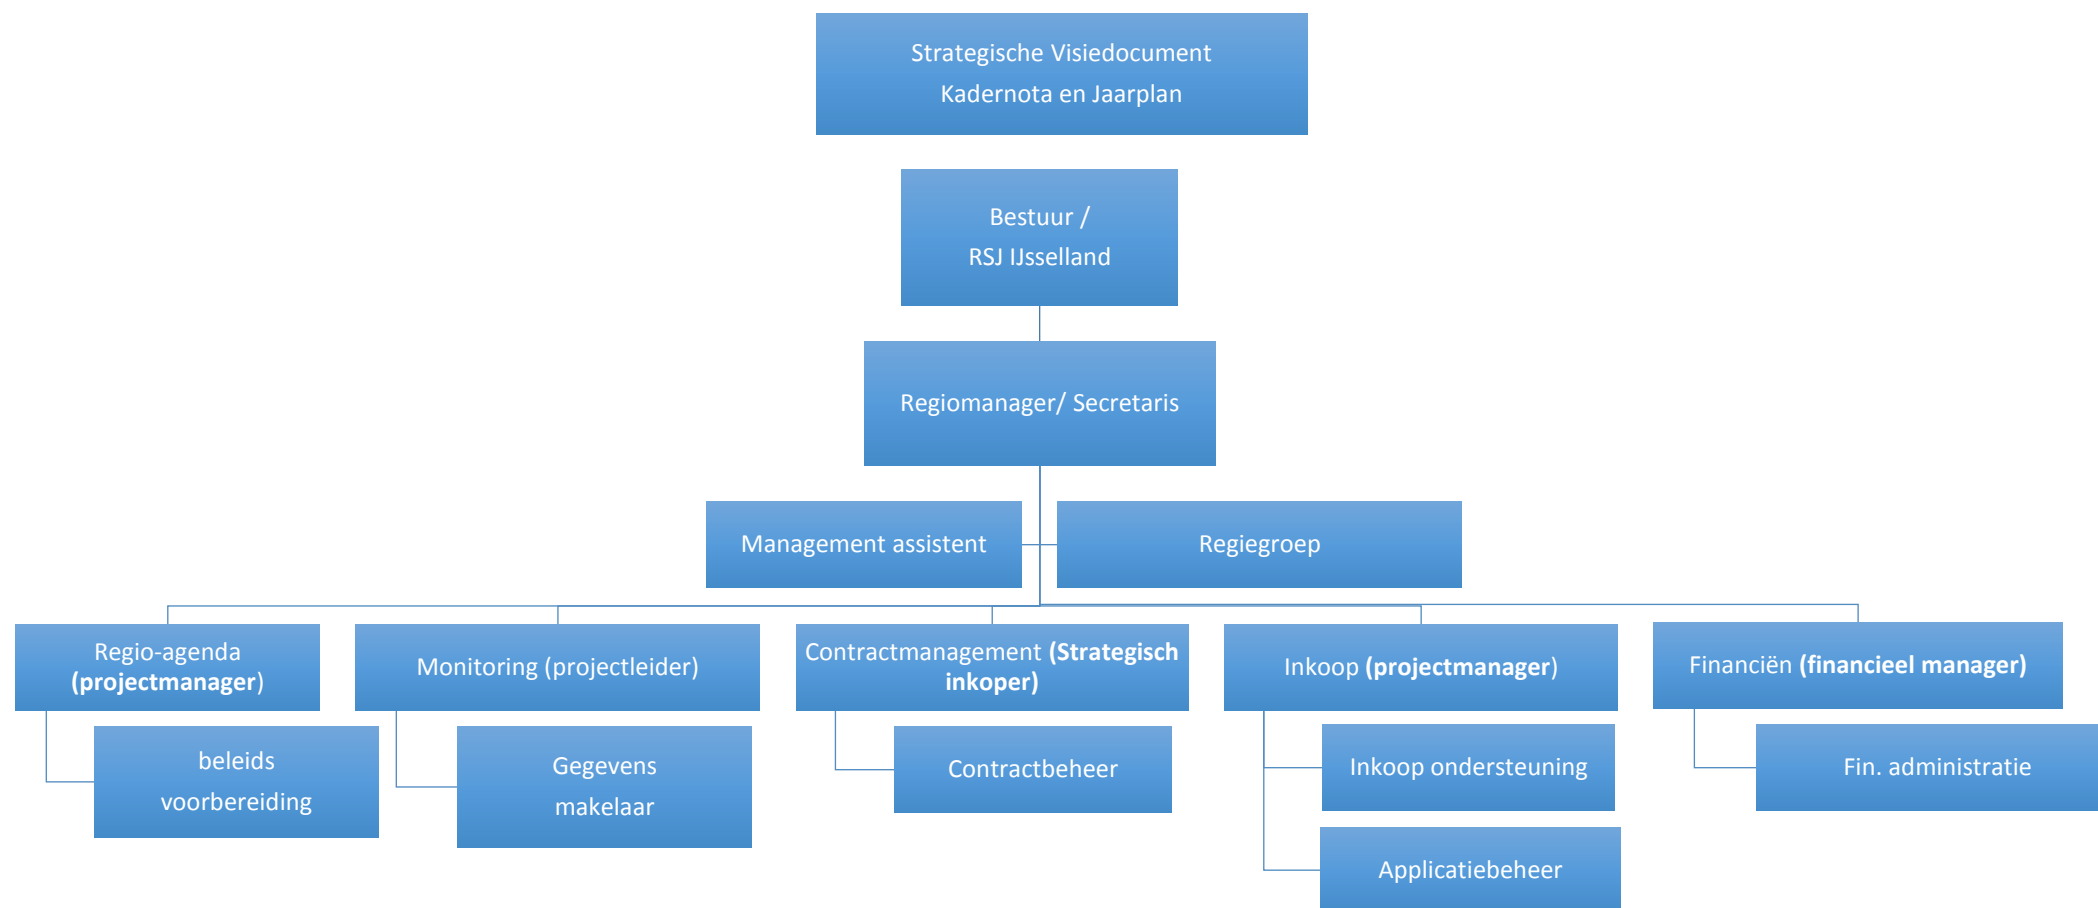 Strategische Visiedocument
Kadernota en Jaarplan
Bestuur /
RSJ IJsselland
Regiomanager/ Secretaris
Management assistent
Regiegroep
Regio-agenda
(projectmanager)
Monitoring (projectleider)
Contractmanagement (Strategisch
inkoper)
Inkoop (projectmanager)
Financiën (financieel manager)
beleids
voorbereiding
Gegevens
makelaar
Contractbeheer
Inkoop ondersteuning
Fin. administratie
Applicatiebeheer